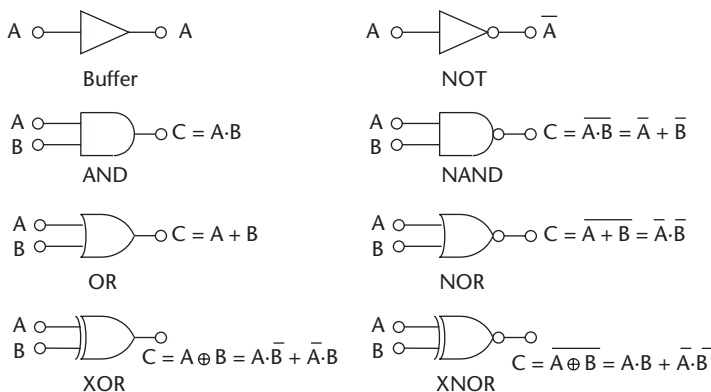 A A
Buffer
A A̅
NOT
A
B
C = A·B
AND
A
B
C = A̅·̅B̅ = A̅ + B̅
NAND
A
B
C = A + B
OR
A
B
C = A̅ ̅+̅ ̅B̅ = A̅·B̅
NOR
A
B
C = A ⊕ B = A·B̅ + A̅·B
XOR
A
B
C = A̅ ̅⊕̅ ̅B̅ = A·B + A̅·B̅
XNOR